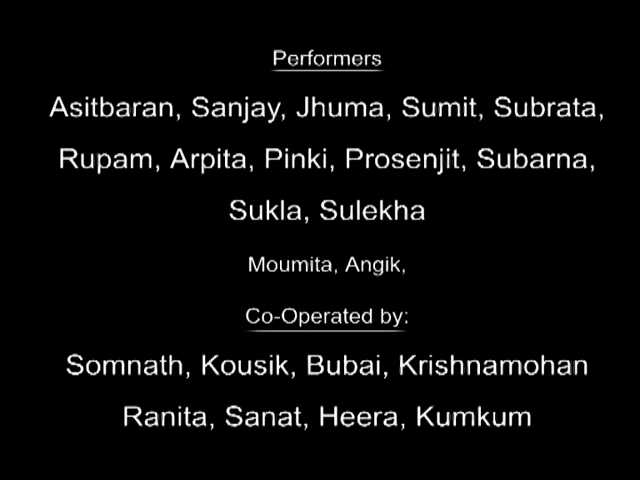 Performers
Asitbaran, Sanjay, Jhuma, Sumit, Subrata,
Rupam, Arpita, Pinki, Prosenjit, Subarna,
Sukla, Sulekha
Moumita, Angik,
Co-Operated by:
Somnath, Kousik, Bubai, Krishnamohan
Ranita, Sanat, Heera, Kumkum